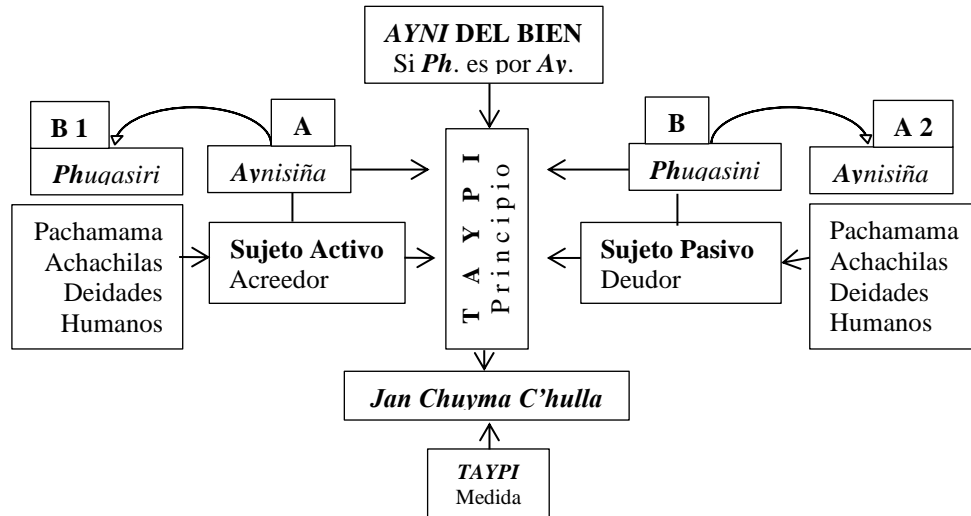 AYNI DEL BIEN
Si Ph. es por Ay.
B 1
A
B
A 2
Phuqasiri
Aynisiña
T A Y P I
Principio
Phuqasini
Aynisiña
Pachamama
Achachilas
Deidades
Humanos
Sujeto Activo
Acreedor
Sujeto Pasivo
Deudor
Pachamama
Achachilas
Deidades
Humanos
Jan Chuyma C'hulla
TAYPI
Medida